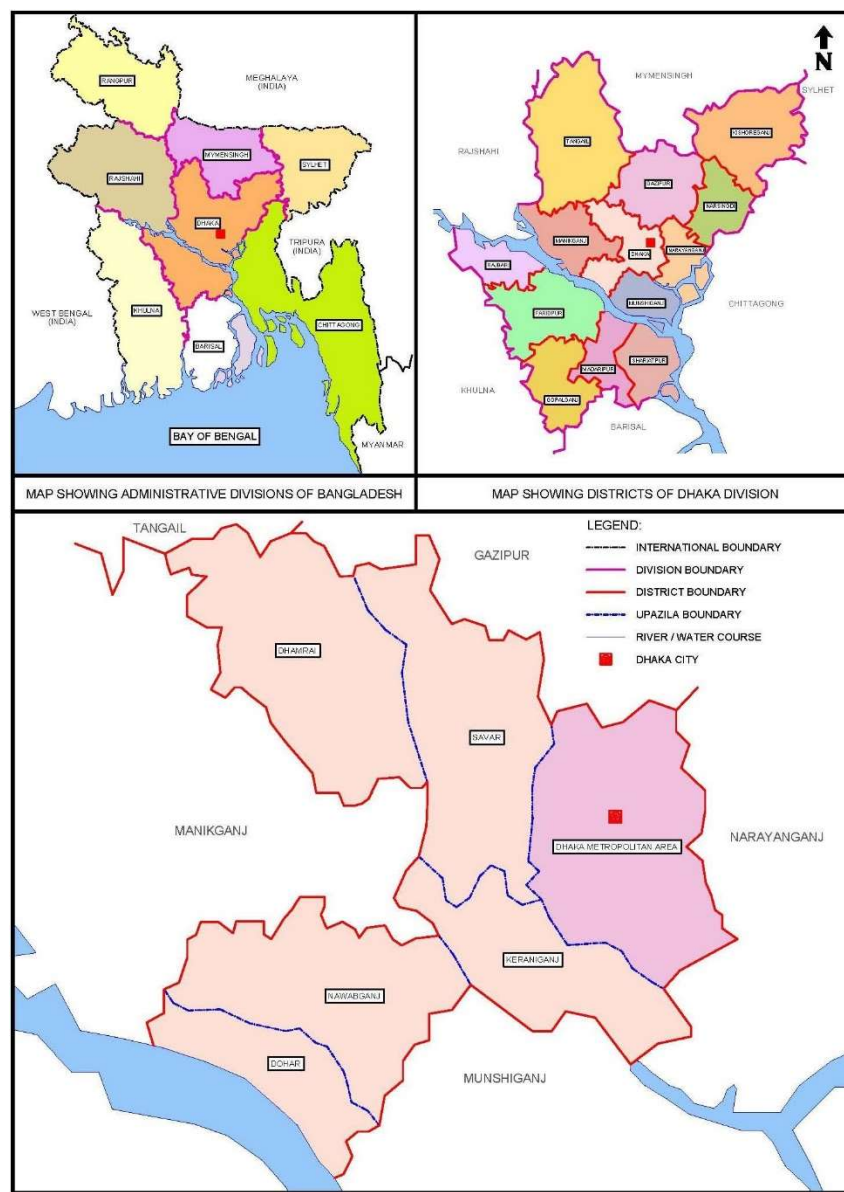 RANGPUR
MEGHALAYA
(INDIA)
MYMENSINGH
SYLHET
RAJSHAHI
DHAKA
TRIPURA
(INDIA)
WEST BENGAL
(INDIA)
KHULNA
BARISAL
CHITTAGONG
BAY OF BENGAL
MYANMAR
MAP SHOWING ADMINISTRATIVE DIVISIONS OF BANGLADESH
N
MYMENSINGH
SYLHET
KISHOREGANJ
TANGAIL
RAJSHAHI
GAZIPUR
NARSINGDI
MANIKGANJ
DHAKA
NARAYANGANJ
RAJBARI
MUNSHIGANJ
CHITTAGONG
FARIDPUR
MADARIPUR
SHARIATPUR
KHULNA
GOPALGANJ
BARISAL
MAP SHOWING DISTRICTS OF DHAKA DIVISION
TANGAIL
GAZIPUR
LEGEND:
INTERNATIONAL BOUNDARY
DIVISION BOUNDARY
DISTRICT BOUNDARY
UPAZILA BOUNDARY
RIVER / WATER COURSE
DHAKA CITY
DHAMRAI
SAVAR
MANIKGANJ
DHAKA METROPOLITAN AREA
NARAYANGANJ
KERANIGANJ
NAWABGANJ
DOHAR
MUNSHIGANJ